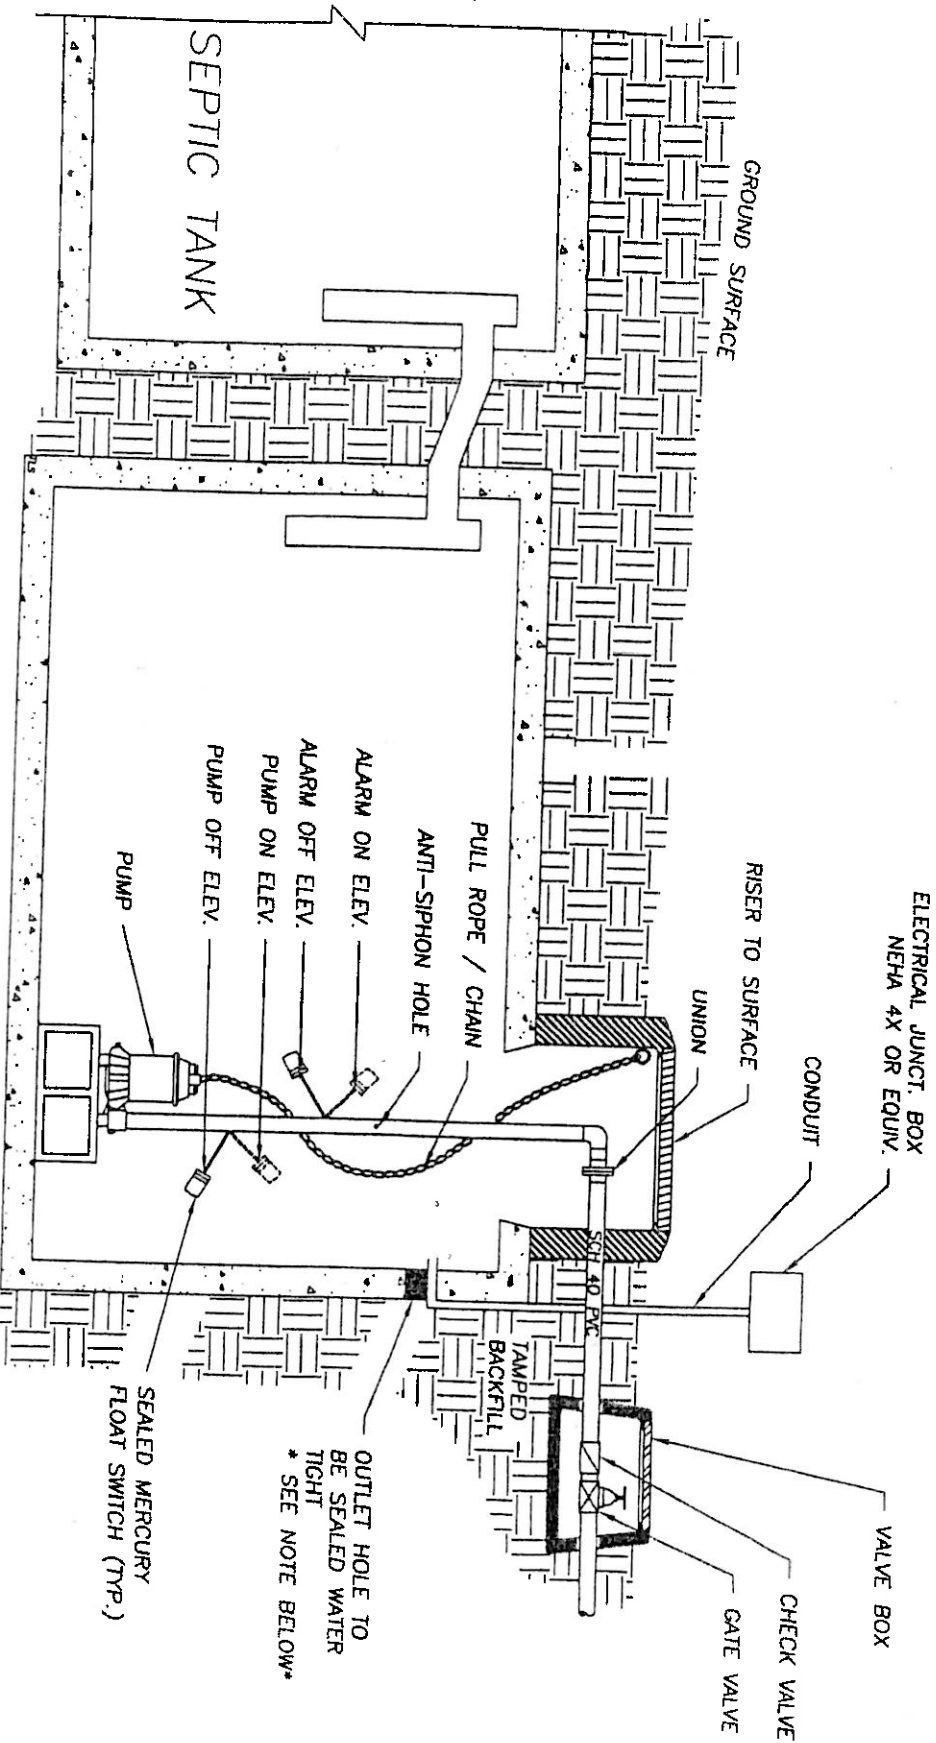 SEPTIC TANK
GROUND SURFACE
ELECTRICAL JUNCT. BOX
NEHA 4X OR EQUIV.
RISER TO SURFACE
UNION
CONDUIT
VALVE BOX
CHECK VALVE
GATE VALVE
PULL ROPE / CHAIN
ANTI-SIPHON HOLE
ALARM ON ELEV.
ALARM OFF ELEV.
PUMP ON ELEV.
PUMP OFF ELEV.
PUMP
SCH 40 PVC
TAMPED
BACKFILL
OUTLET HOLE TO
BE SEALED WATER
TIGHT
* SEE NOTE BELOW*
SEALED MERCURY
FLOAT SWITCH (TYP.)